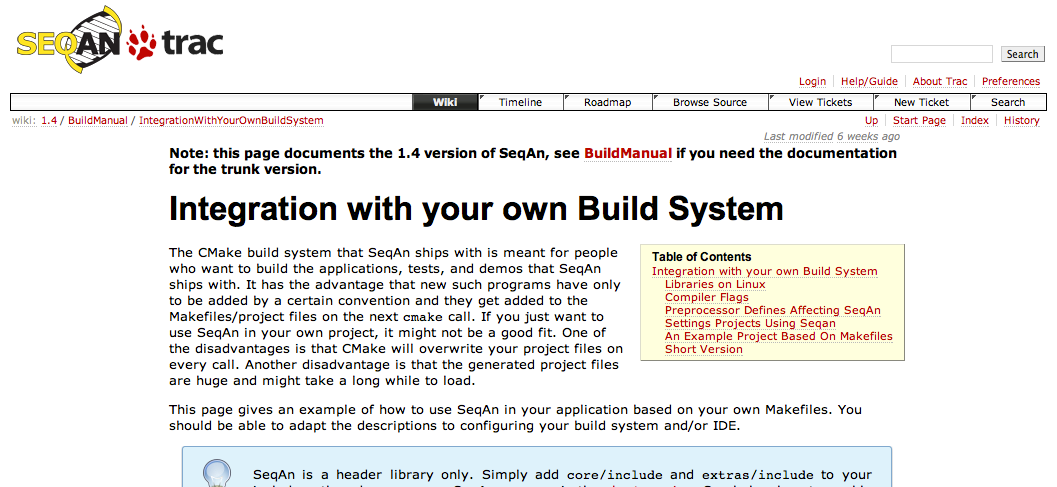 SEQAN trac
Search
Login Help/Guide About Trac Preferences
Wiki Timeline Roadmap Browse Source View Tickets New Ticket Search
wiki: 1.4 / BuildManual / IntegrationWithYourOwnBuildSystem
Up Start Page Index History
Last modified 6 weeks ago
Note: this page documents the 1.4 version of SeqAn, see BuildManual if you need the documentation
for the trunk version.
Integration with your own Build System
The CMake build system that SeqAn ships with is meant for people
who want to build the applications, tests, and demos that SeqAn
ships with. It has the advantage that new such programs have only
to be added by a certain convention and they get added to the
Makefiles/project files on the next cmake call. If you just want to
use SeqAn in your own project, it might not be a good fit. One of
the disadvantages is that CMake will overwrite your project files on
every call. Another disadvantage is that the generated project files
are huge and might take a long while to load.
Table of Contents
Integration with your own Build System
Libraries on Linux
Compiler Flags
Preprocessor Defines Affecting SeqAn
Settings Projects Using Seqan
An Example Project Based On Makefiles
Short Version
This page gives an example of how to use SeqAn in your application based on your own Makefiles. You
should be able to adapt the descriptions to configuring your build system and/or IDE.
SeqAn is a header library only. Simply add core/include and extras/include to your